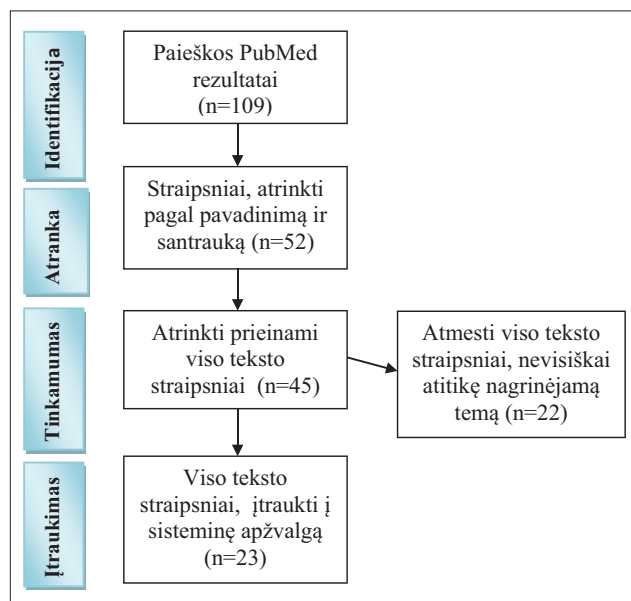 Identifikacija
Paieškos PubMed
rezultatai
(n=109)
Atranka
Straipsniai, atrinkti
pagal pavadinimą ir
santrauką (n=52)
Tinkamumas
Atrinkti prieinami
viso teksto
straipsniai (n=45)
Atmesti viso teksto
straipsniai, nevisiškai
atitikę nagrinėjamą
temą (n=22)
Įtraukimas
Viso teksto
straipsniai, įtraukti į
sisteminę apžvalgą
(n=23)